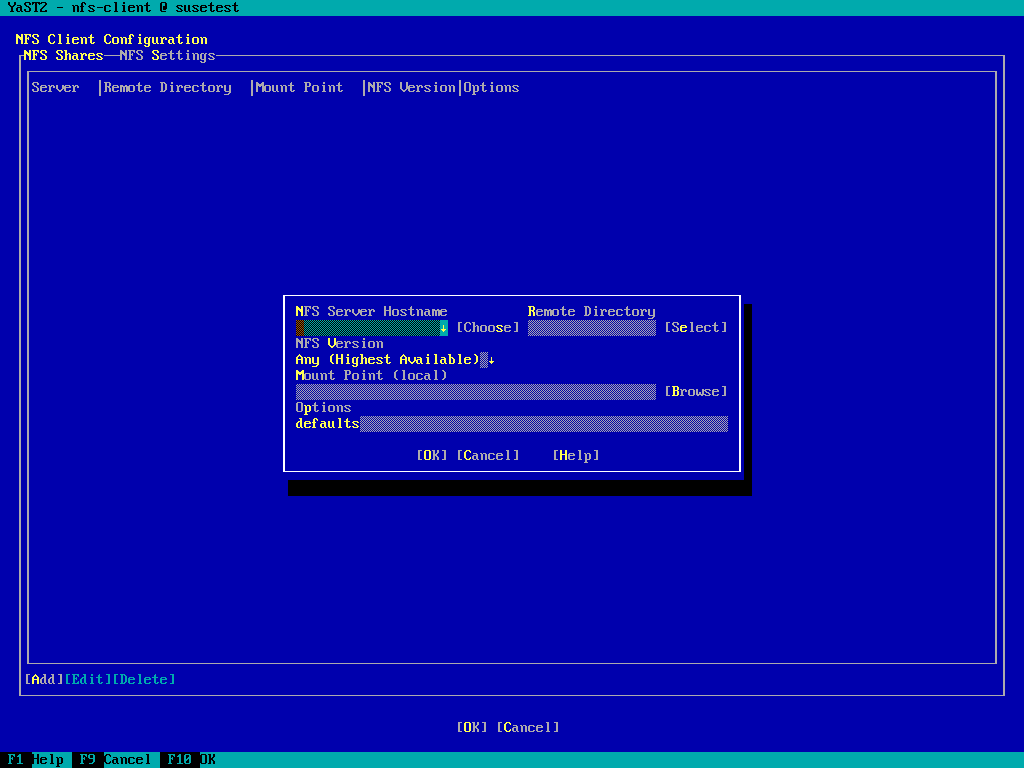 YaST2 - nfs-client @ susetest
NFS Client Configuration
NFS Shares—NFS Settings
Server |Remote Directory |Mount Point |NFS Version|Options
NFS Server Hostname Remote Directory
↓ [Choose] [Select]
NFS Version
Any (Highest Available) ↓
Mount Point (local)
[Browse]
Options
defaults
[OK] [Cancel] [Help]
[Add][Edit][Delete]
[OK] [Cancel]
F1 Help F9 Cancel F10 OK